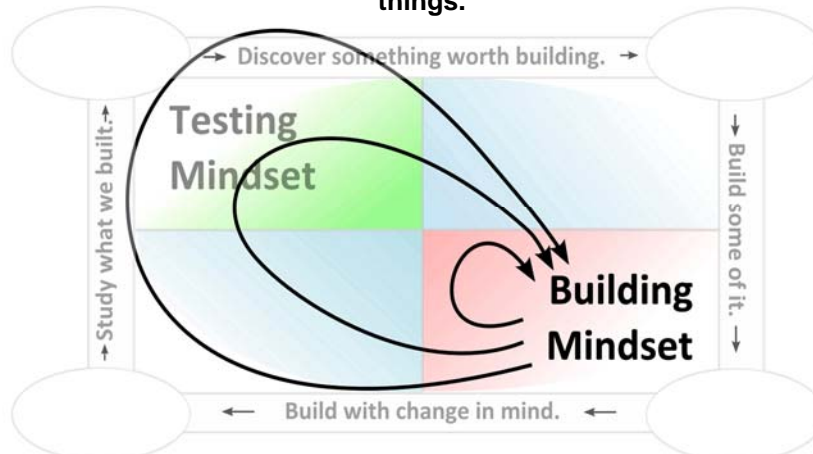 things.
Discover something worth building.
Testing
Mindset
Study what we built.
Build some of it.
Building
Mindset
Build with change in mind.